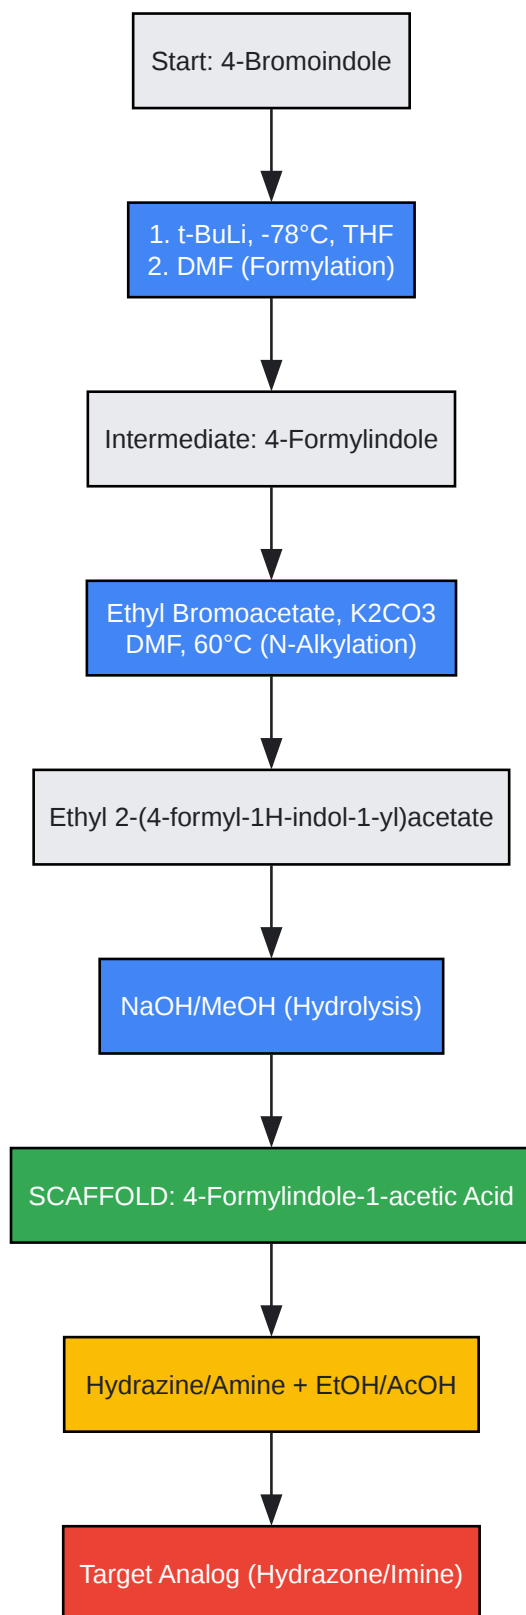 Start: 4-Bromoindole
1. t-BuLi, -78°C, THF
2. DMF (Formylation)
Intermediate: 4-Formylindole
Ethyl Bromoacetate, K2CO3
DMF, 60°C (N-Alkylation)
Ethyl 2-(4-formyl-1H-indol-1-yl)acetate
NaOH/MeOH (Hydrolysis)
SCAFFOLD: 4-Formylindole-1-acetic Acid
Hydrazine/Amine + EtOH/AcOH
Target Analog (Hydrazone/Imine)